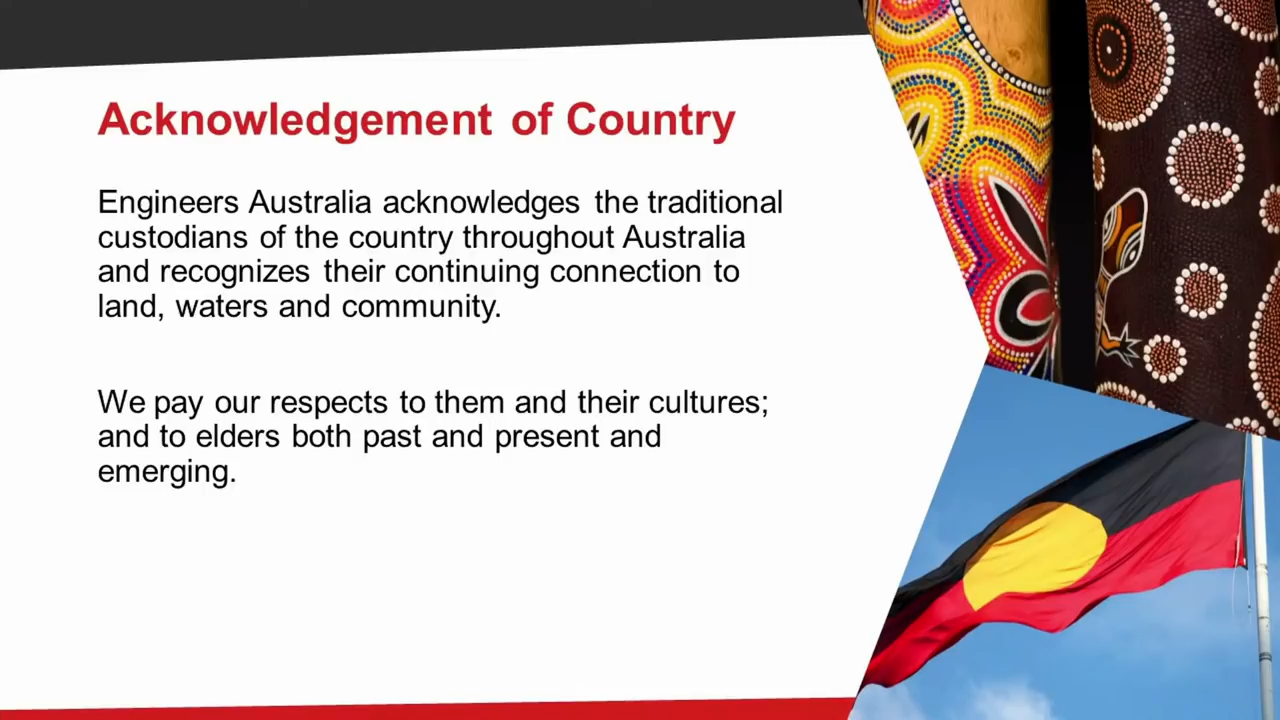 Acknowledgement of Country
Engineers Australia acknowledges the traditional
custodians of the country throughout Australia
and recognizes their continuing connection to
land, waters and community.
We pay our respects to them and their cultures;
and to elders both past and present and
emerging.